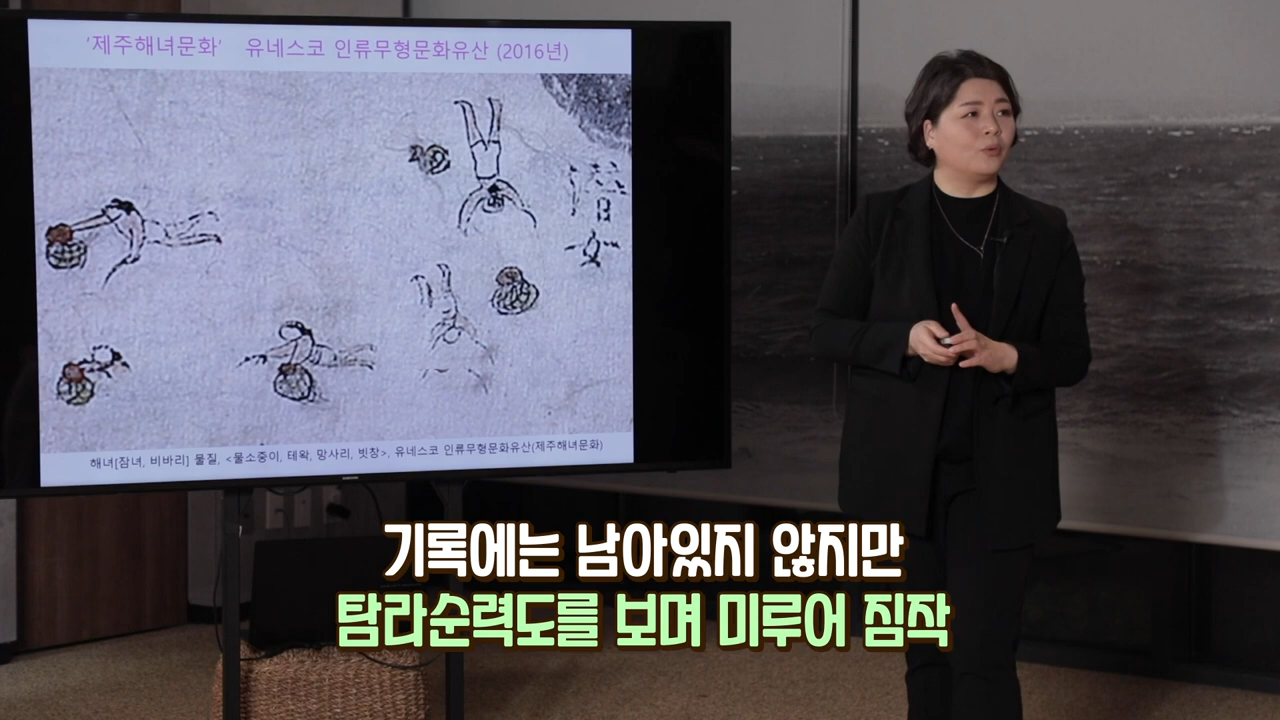 '제주해녀문화' 유네스코 인류무형문화유산 (2016년)
해녀[잠녀, 비바리] 물질, <물소중이, 테왁, 망사리, 빗창>, 유네스코 인류무형문화유산(제주해녀문화)
SAMSUNG
기록에는 남아있지 않지만
탐라순력도를 보며 미루어 짐작